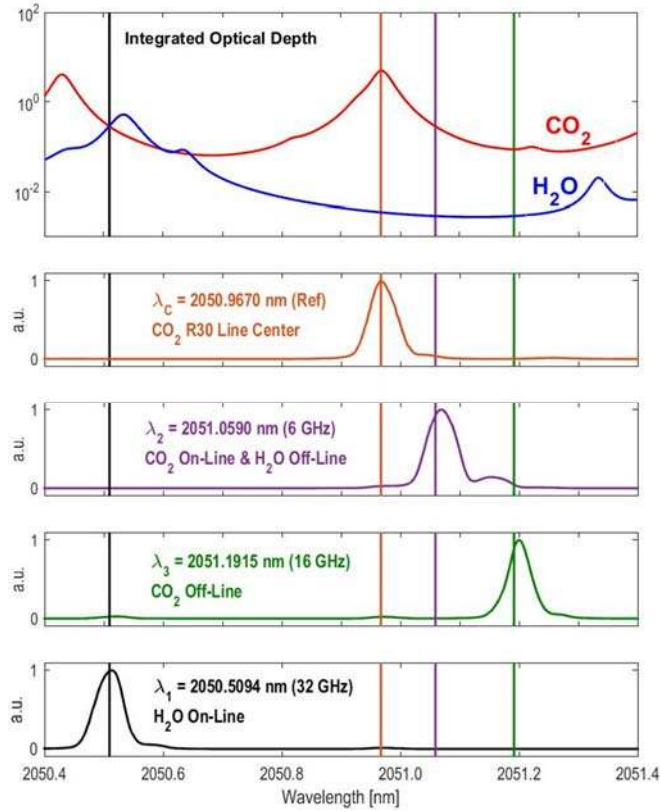 10²
Integrated Optical Depth
10⁰
CO₂
10⁻²
H₂O
1
a.u.
0
λC = 2050.9670 nm (Ref)
CO₂ R30 Line Center
1
a.u.
0
λ₂ = 2051.0590 nm (6 GHz)
CO₂ On-Line & H₂O Off-Line
1
a.u.
0
λ₃ = 2051.1915 nm (16 GHz)
CO₂ Off-Line
1
a.u.
0
λ₁ = 2050.5094 nm (32 GHz)
H₂O On-Line
2050.4 2050.6 2050.8 2051.0 2051.2 2051.4
Wavelength [nm]